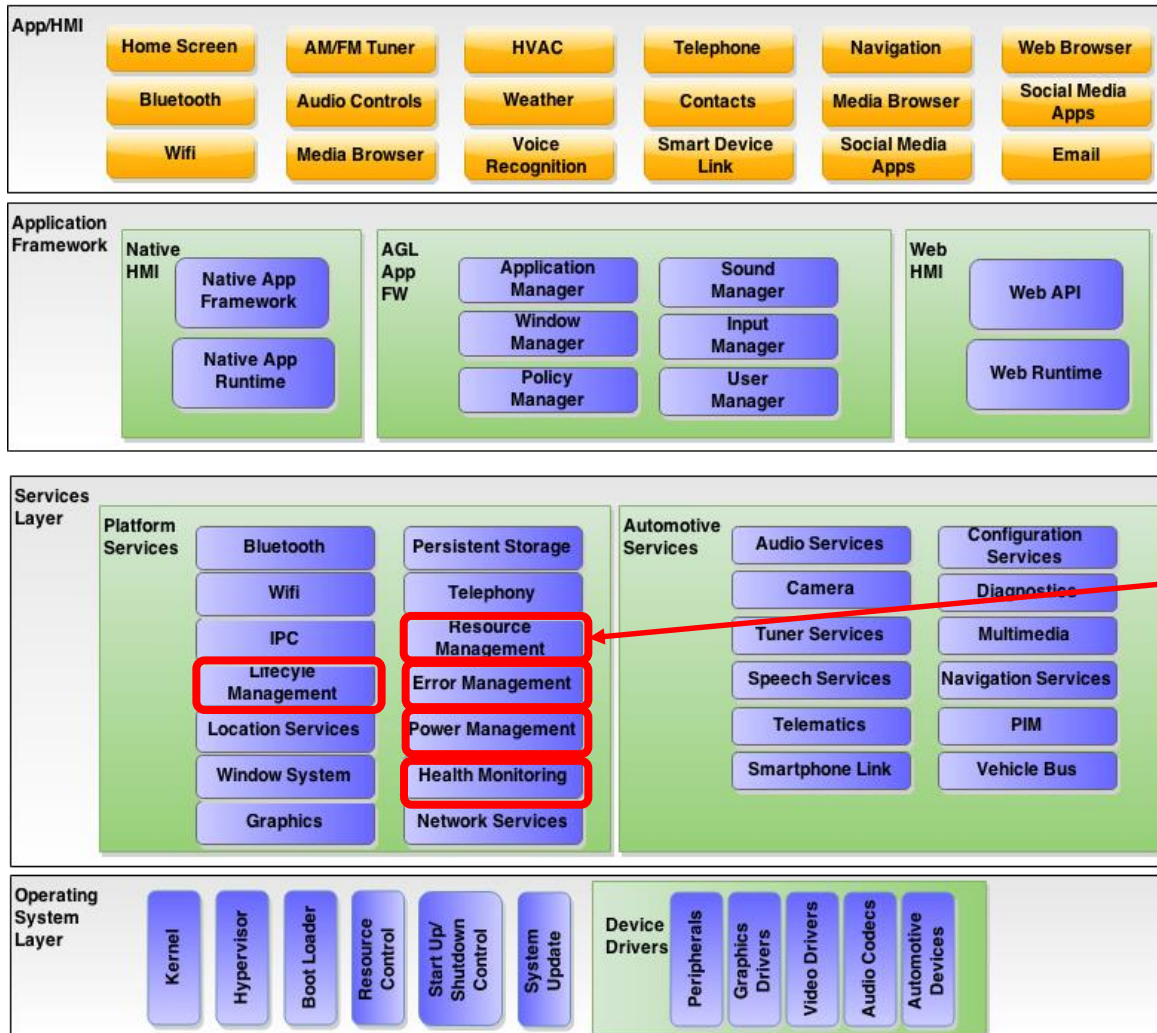 App/HMI
Home Screen
AM/FM Tuner
HVAC
Telephone
Navigation
Web Browser
Bluetooth
Audio Controls
Weather
Contacts
Media Browser
Social Media
Apps
Wifi
Media Browser
Voice
Recognition
Smart Device
Link
Social Media
Apps
Email
Application
Framework
Native
HMI
Native App
Framework
Native App
Runtime
AGL
App
FW
Application
Manager
Sound
Manager
Window
Manager
Input
Manager
Policy
Manager
User
Manager
Web
HMI
Web API
Web Runtime
Services
Layer
Platform
Services
Bluetooth
Persistent Storage
Wifi
Telephony
IPC
Resource
Management
Lifecyle
Management
Error Management
Location Services
Power Management
Window System
Health Monitoring
Graphics
Network Services
Automotive
Services
Audio Services
Configuration
Services
Camera
Diagnostics
Tuner Services
Multimedia
Speech Services
Navigation Services
Telematics
PIM
Smartphone Link
Vehicle Bus
Operating
System
Layer
Kernel
Hypervisor
Boot Loader
Resource
Control
Start Up/
Shutdown
Control
System
Update
Device
Drivers
Peripherals
Graphics
Drivers
Video Drivers
Audio Codecs
Automotive
Devices